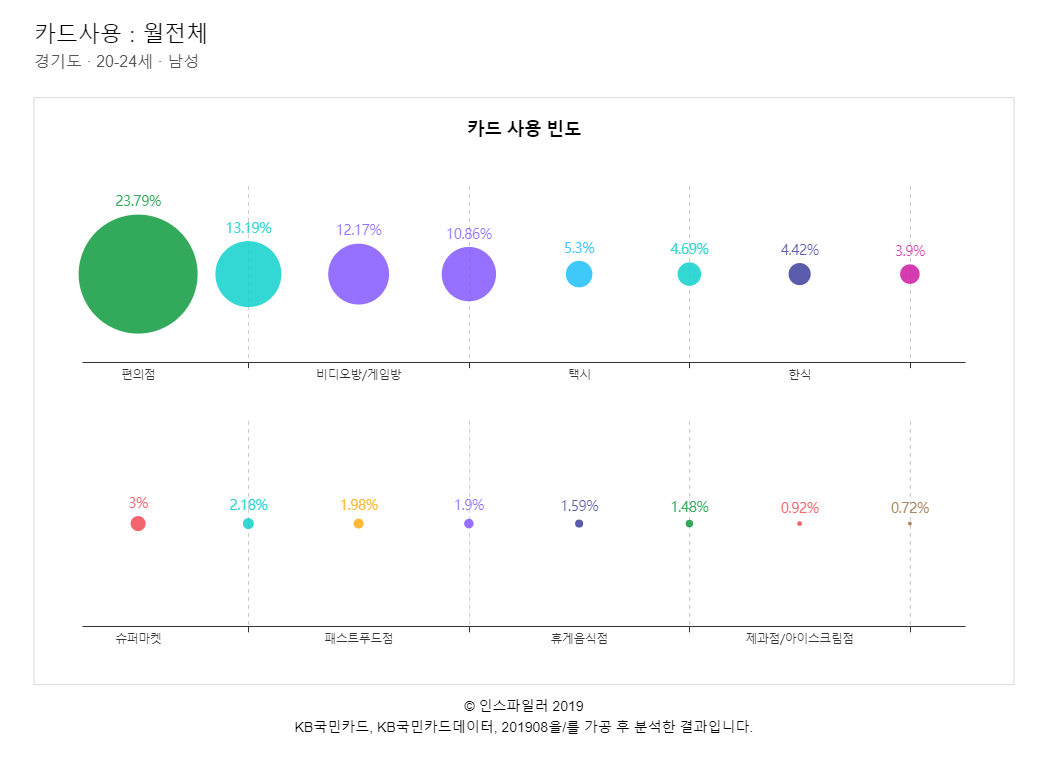 카드사용 : 월전체
경기도 · 20-24세 · 남성
카드 사용 빈도
23.79% 13.19% 12.17% 10.86% 5.3% 4.69% 4.42% 3.9%
편의점 비디오방/게임방 택시 한식
3% 2.18% 1.98% 1.9% 1.59% 1.48% 0.92% 0.72%
슈퍼마켓 패스트푸드점 휴게음식점 제과점/아이스크림점
© 인스파일러 2019
KB국민카드, KB국민카드데이터, 201908을/를 가공 후 분석한 결과입니다.